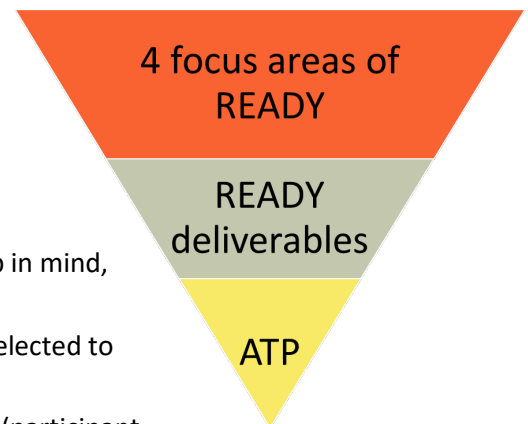 4 focus areas of
READY
READY
deliverables
in mind,
elected to
ATP